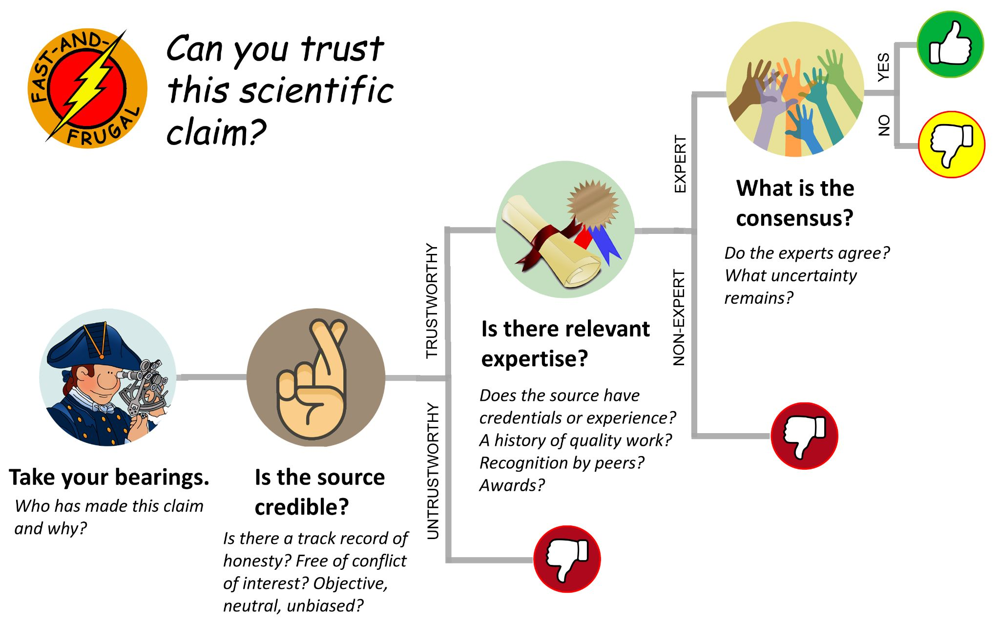 FAST-AND-
FRUGAL
Can you trust
this scientific
claim?
Take your bearings.
Who has made this claim
and why?
Is the source
credible?
Is there a track record of
honesty? Free of conflict
of interest? Objective,
neutral, unbiased?
TRUSTWORTHY
UNTRUSTWORTHY
Is there relevant
expertise?
Does the source have
credentials or experience?
A history of quality work?
Recognition by peers?
Awards?
EXPERT
NON-EXPERT
What is the
consensus?
Do the experts agree?
What uncertainty
remains?
YES
NO